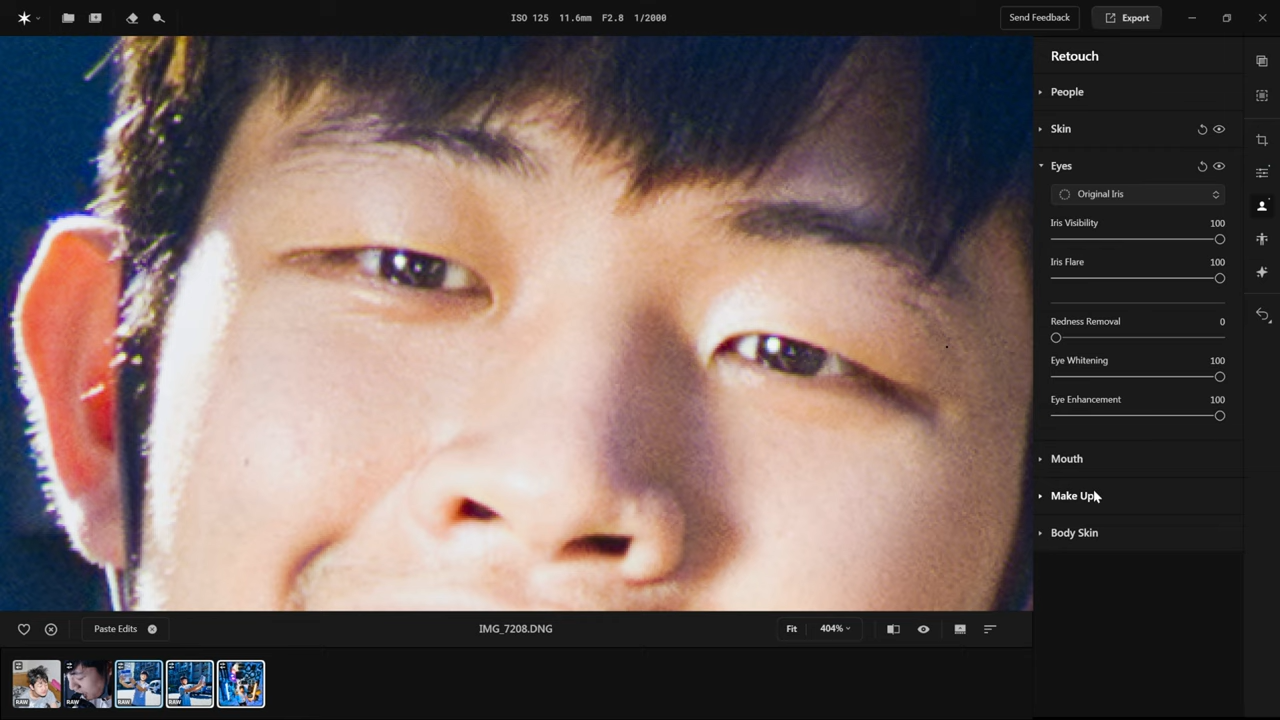 ISO 125 11.6mm F2.8 1/2000
Send Feedback
Export
Retouch
People
Skin
Eyes
Original Iris
Iris Visibility 100
Iris Flare 100
Redness Removal 0
Eye Whitening 100
Eye Enhancement 100
Mouth
Make Up
Body Skin
Paste Edits
IMG_7208.DNG
Fit
404%
RAW
RAW
RAW
RAW